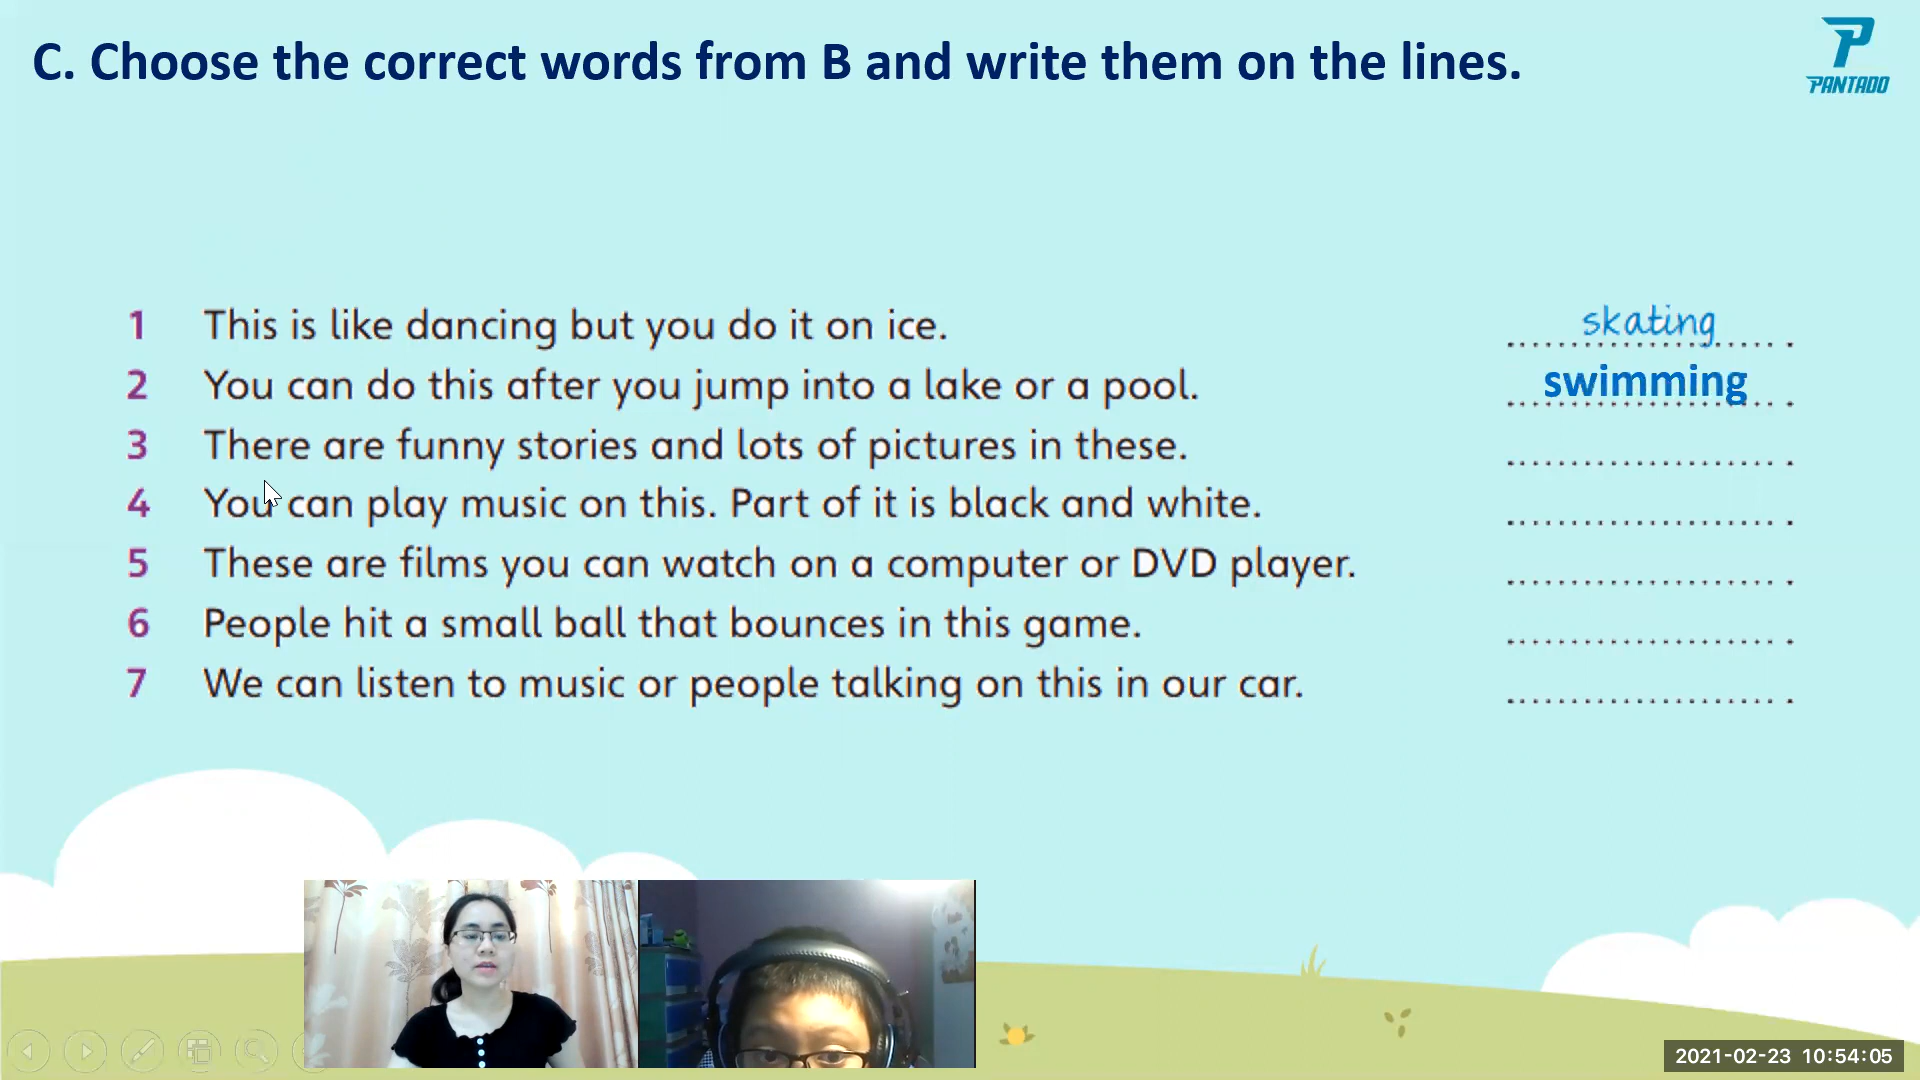 C. Choose the correct words from B and write them on the lines.
PANTADO
1 This is like dancing but you do it on ice. skating
2 You can do this after you jump into a lake or a pool. swimming
3 There are funny stories and lots of pictures in these.
4 You can play music on this. Part of it is black and white.
5 These are films you can watch on a computer or DVD player.
6 People hit a small ball that bounces in this game.
7 We can listen to music or people talking on this in our car.
2021-02-23 10:54:05